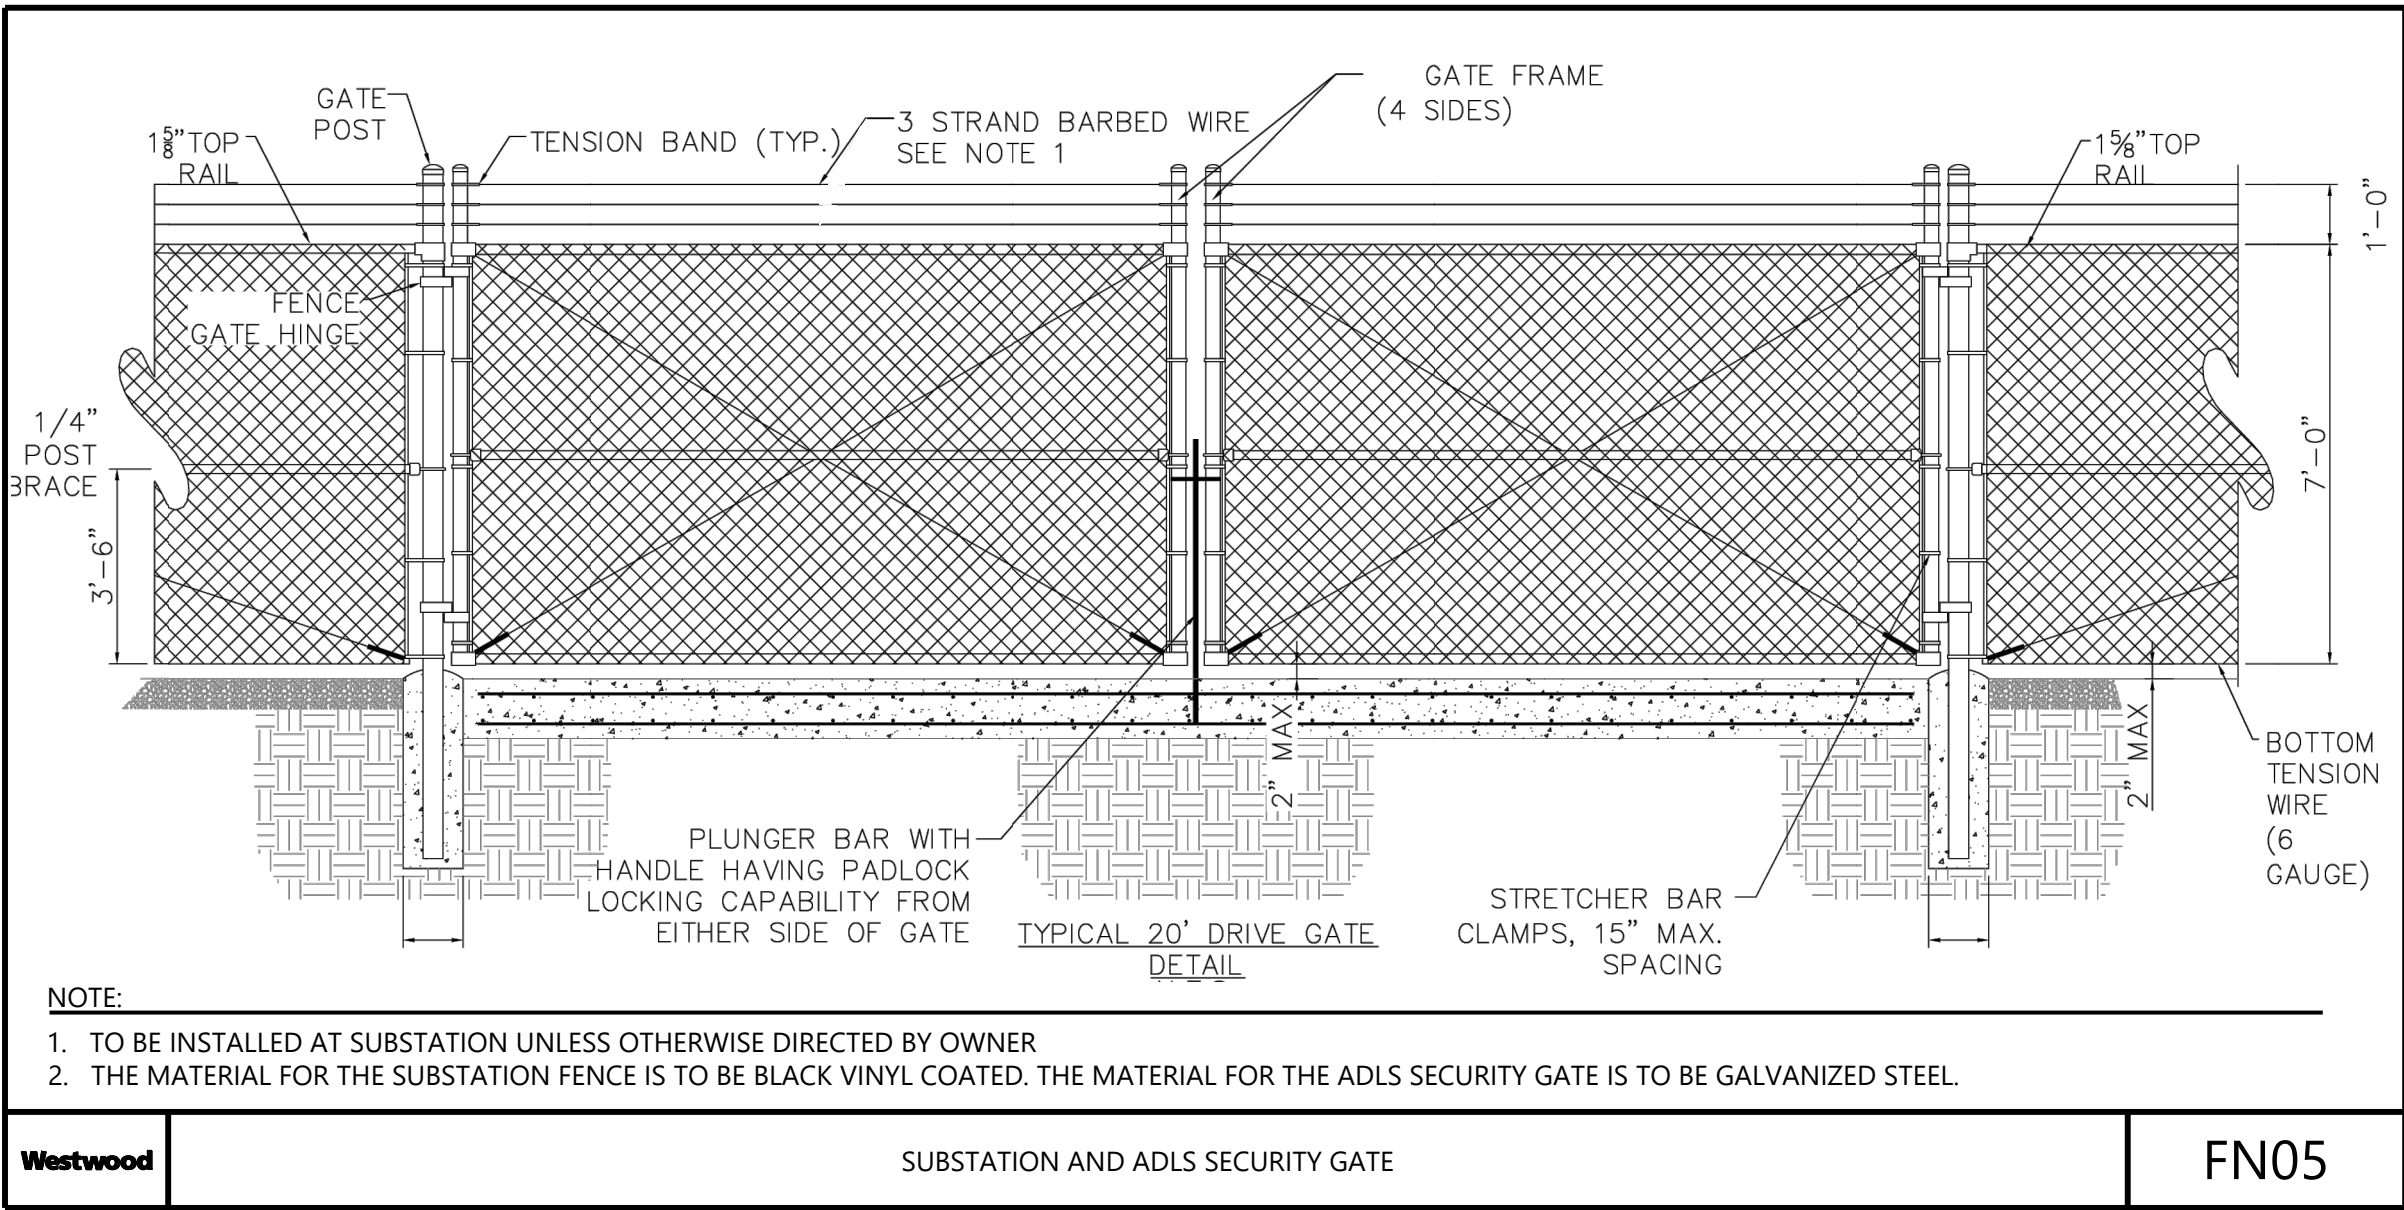 GATE FRAME
(4 SIDES)
GATE
POST
3 STRAND BARBED WIRE
SEE NOTE 1
TENSION BAND (TYP.)
1⅝" TOP
RAIL
1⅝" TOP
RAIL
1'-0"
FENCE
GATE HINGE
1/4"
POST
BRACE
7'-0"
3'-6"
2" MAX
2" MAX
BOTTOM
TENSION
WIRE
(6
GAUGE)
PLUNGER BAR WITH
HANDLE HAVING PADLOCK
LOCKING CAPABILITY FROM
EITHER SIDE OF GATE
TYPICAL 20' DRIVE GATE
DETAIL
STRETCHER BAR
CLAMPS, 15" MAX.
SPACING
NOTE:
1. TO BE INSTALLED AT SUBSTATION UNLESS OTHERWISE DIRECTED BY OWNER
2. THE MATERIAL FOR THE SUBSTATION FENCE IS TO BE BLACK VINYL COATED. THE MATERIAL FOR THE ADLS SECURITY GATE IS TO BE GALVANIZED STEEL.
Westwood
SUBSTATION AND ADLS SECURITY GATE
FN05